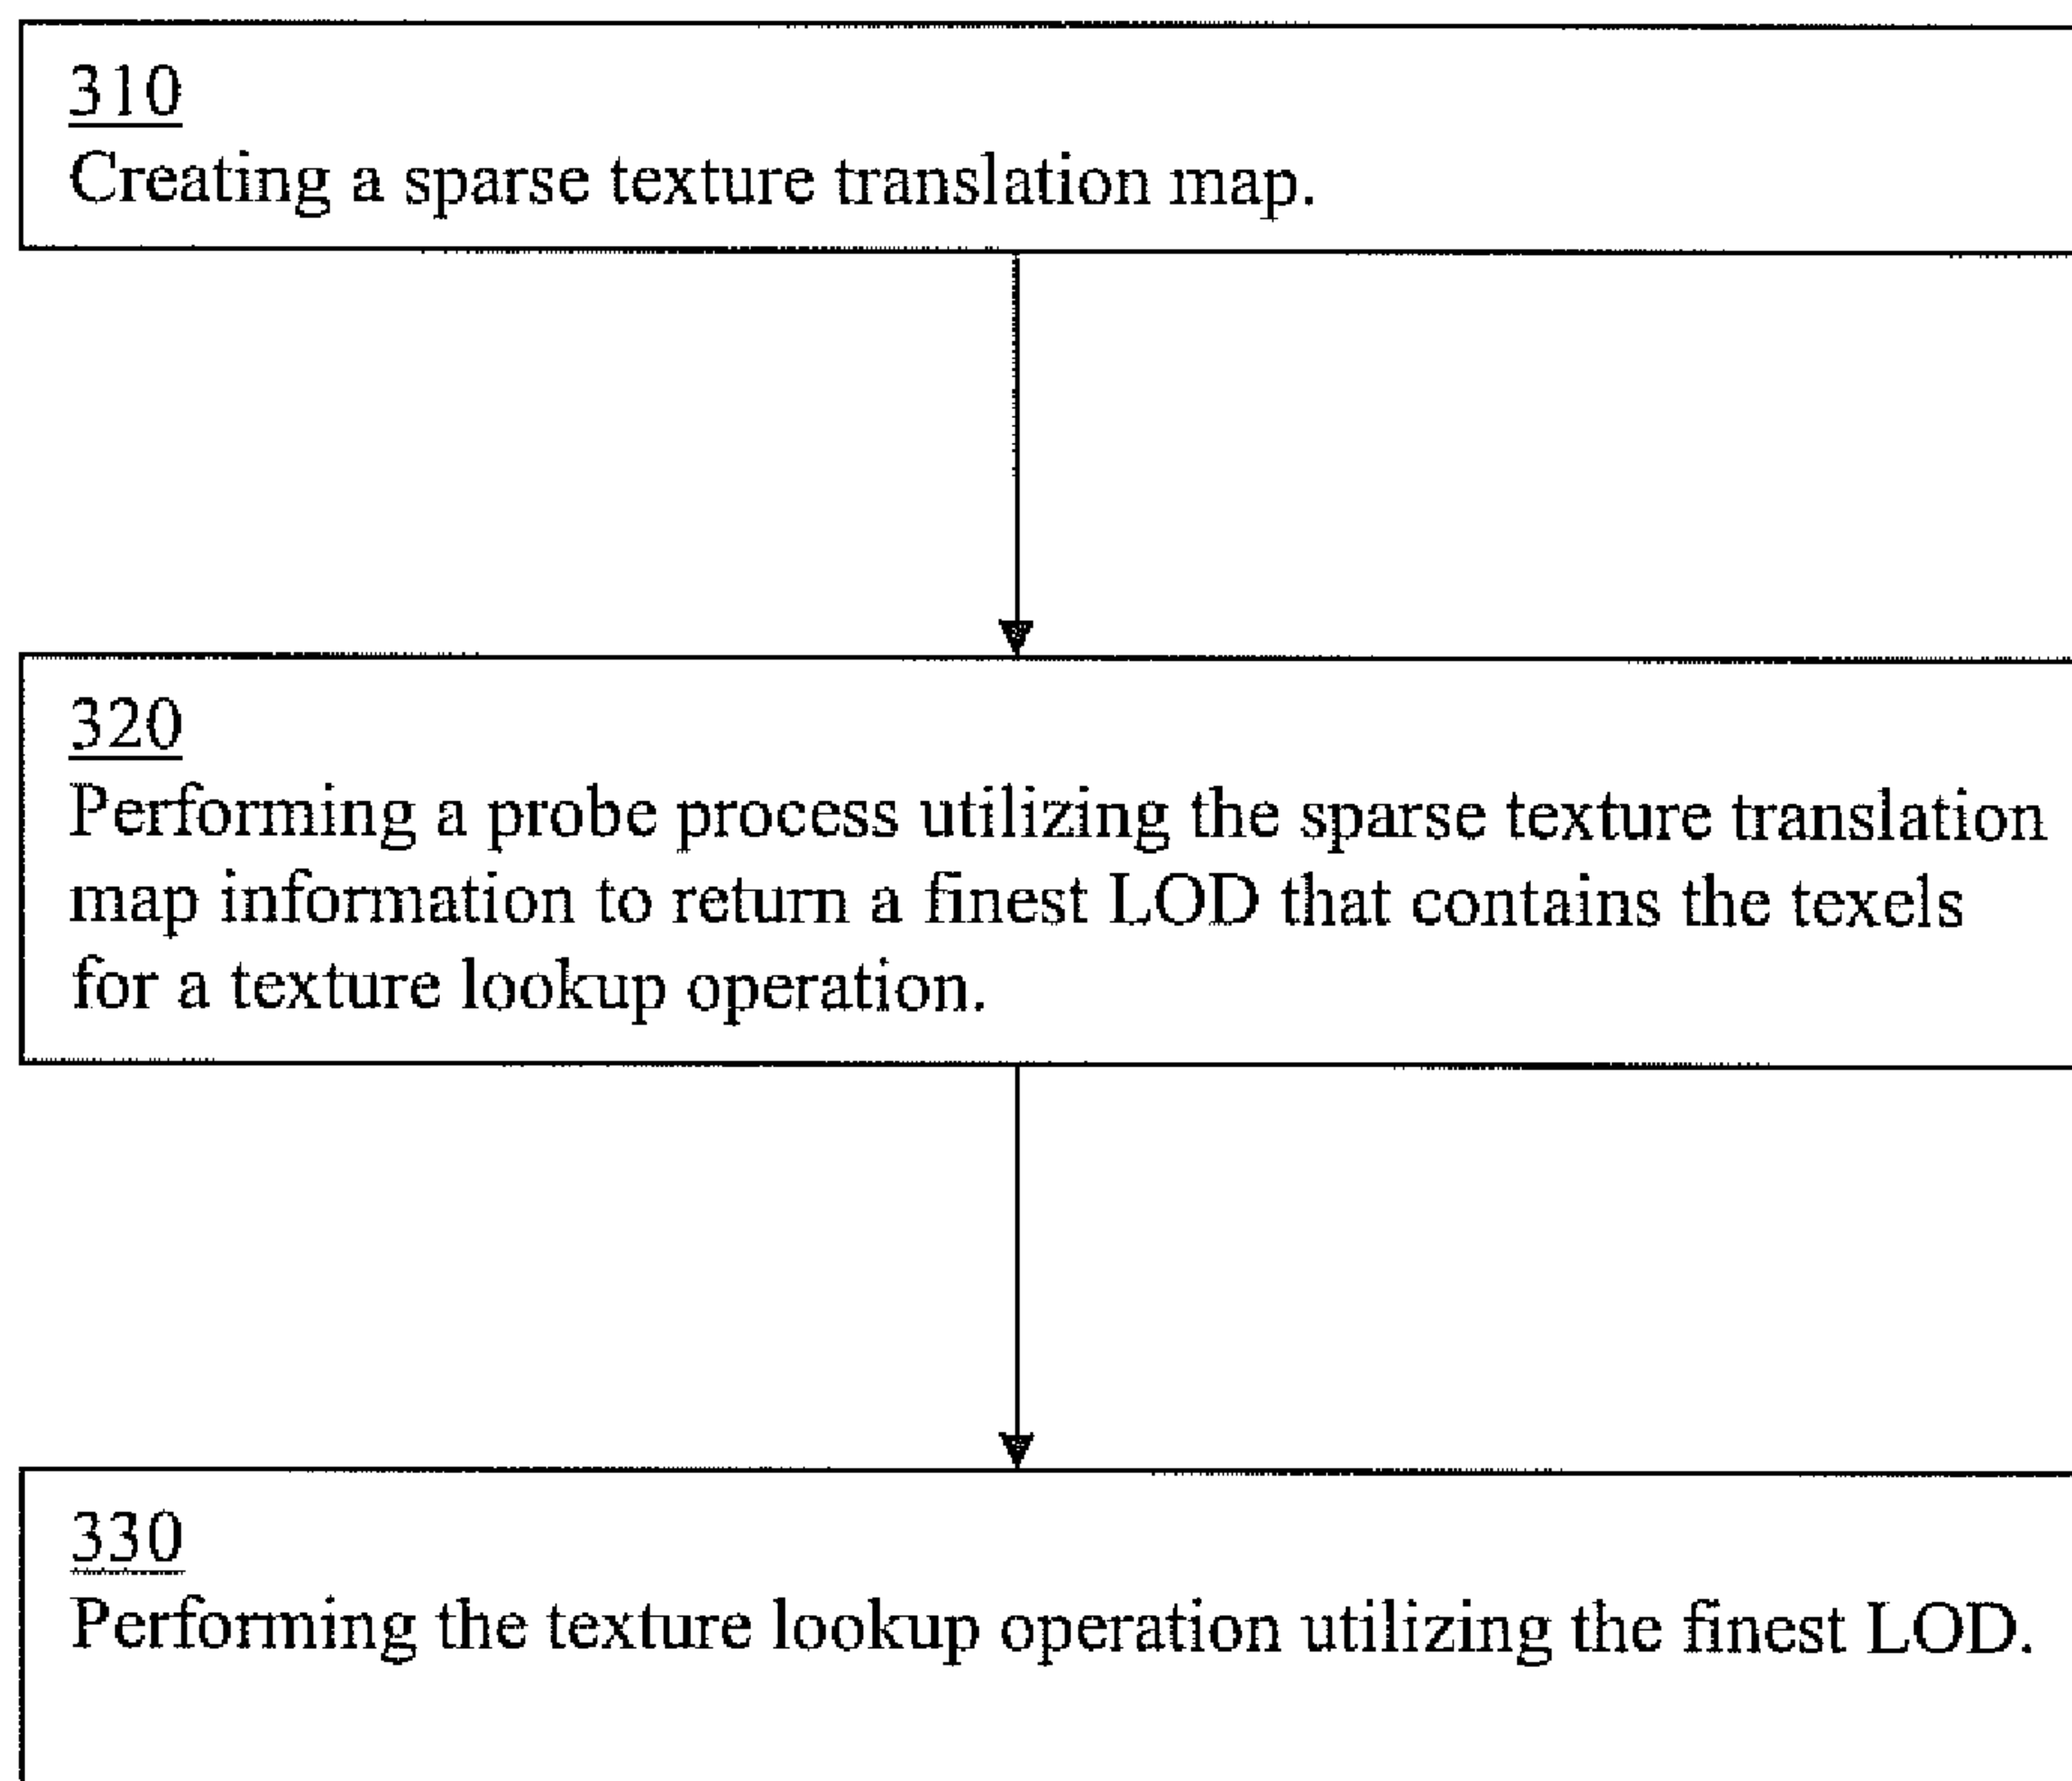 310
Creating a sparse texture translation map.
320
Performing a probe process utilizing the sparse texture translation
map information to return a finest LOD that contains the texels
for a texture lookup operation.
330
Performing the texture lookup operation utilizing the finest LOD.